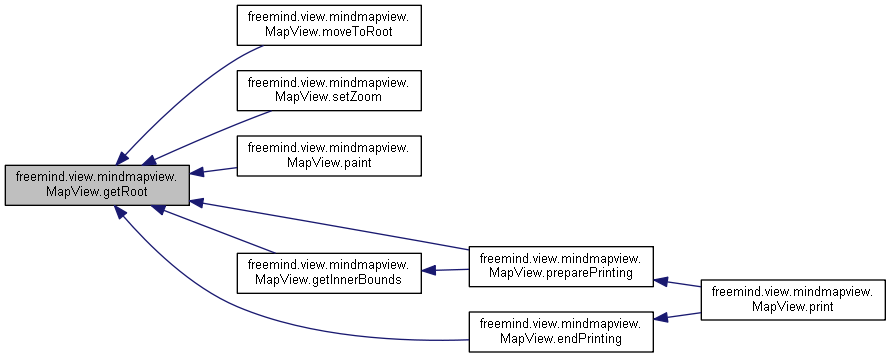 freemind.view.mindmapview.
MapView.moveToRoot
freemind.view.mindmapview.
MapView.setZoom
freemind.view.mindmapview.
MapView.paint
freemind.view.mindmapview.
MapView.getRoot
freemind.view.mindmapview.
MapView.getInnerBounds
freemind.view.mindmapview.
MapView.preparePrinting
freemind.view.mindmapview.
MapView.print
freemind.view.mindmapview.
MapView.endPrinting